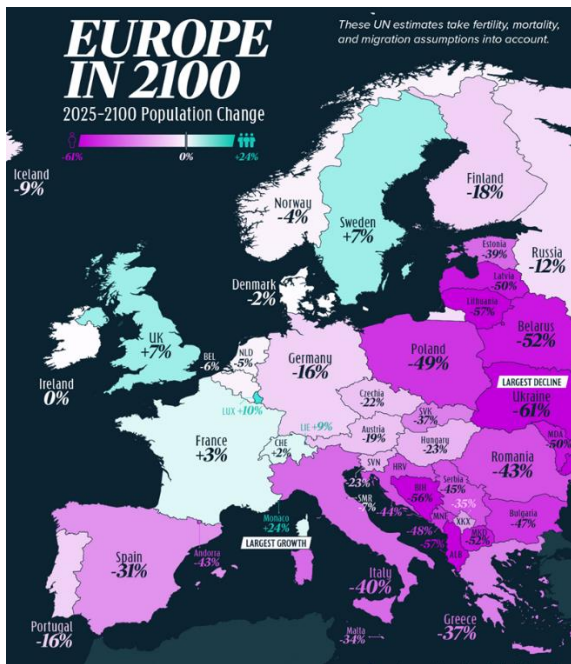 EUROPE
IN 2100
2025-2100 Population Change
-61%
0%
+24%
These UN estimates take fertility, mortality,
and migration assumptions into account.
Iceland
-9%
Norway
-4%
Sweden
+7%
Finland
-18%
Estonia
-39%
Russia
-12%
Latvia
-50%
Lithuania
-57%
Denmark
-2%
Belarus
-52%
UK
+7%
Ireland
0%
BEL
-6%
NLD
-5%
Germany
-16%
Poland
-49%
LARGEST DECLINE
Ukraine
-61%
Czechia
-22%
SVK
-37%
MDA
-50%
LUX +10%
LIE +9%
France
+3%
CHE
+2%
Austria
-19%
Hungary
-23%
Romania
-43%
SVN
-23%
HRV
-44%
SMR
-7%
BIH
-56%
Serbia
-45%
-35%
XKX
MNE
-48%
-57%
ALB
MKD
-52%
Bulgaria
-47%
Monaco
+24%
LARGEST GROWTH
Spain
-31%
Andorra
-43%
Italy
-40%
Greece
-37%
Portugal
-16%
Malta
-34%